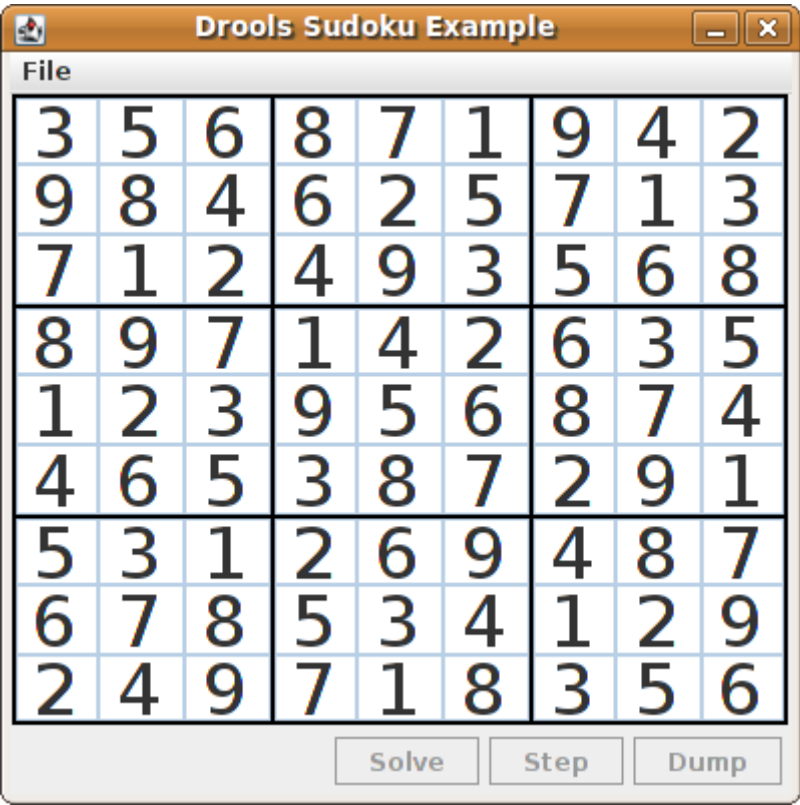 Drools Sudoku Example
File
3 5 6 8 7 1 9 4 2
9 8 4 6 2 5 7 1 3
7 1 2 4 9 3 5 6 8
8 9 7 1 4 2 6 3 5
1 2 3 9 5 6 8 7 4
4 6 5 3 8 7 2 9 1
5 3 1 2 6 9 4 8 7
6 7 8 5 3 4 1 2 9
2 4 9 7 1 8 3 5 6
Solve Step Dump